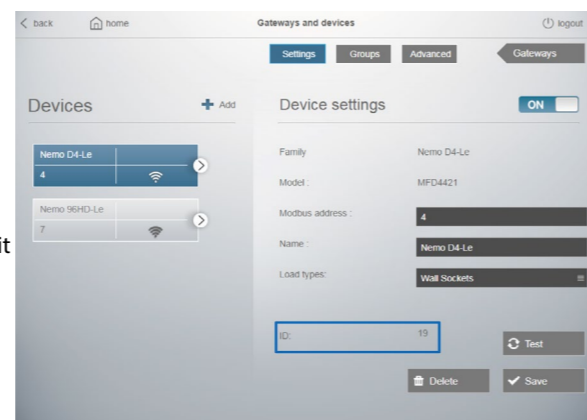 < back home Gateways and devices logout
Settings Groups Advanced Gateways
Devices + Add
Nemo D4-Le
4
Nemo 96HD-Le
7
it
Device settings ON
Family Nemo D4-Le
Model : MFD4421
Modbus address : 4
Name : Nemo D4-Le
Load types: Wall Sockets
ID: 19
Test
Delete Save